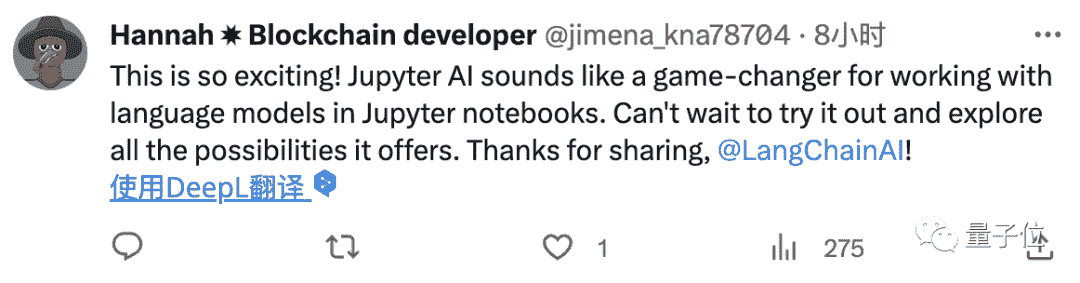 Hannah ✷ Blockchain developer @jimena_kna78704 · 8小时
This is so exciting! Jupyter AI sounds like a game-changer for working with
language models in Jupyter notebooks. Can't wait to try it out and explore
all the possibilities it offers. Thanks for sharing, @LangChainAI!
使用DeepL翻译
1 275 量子位